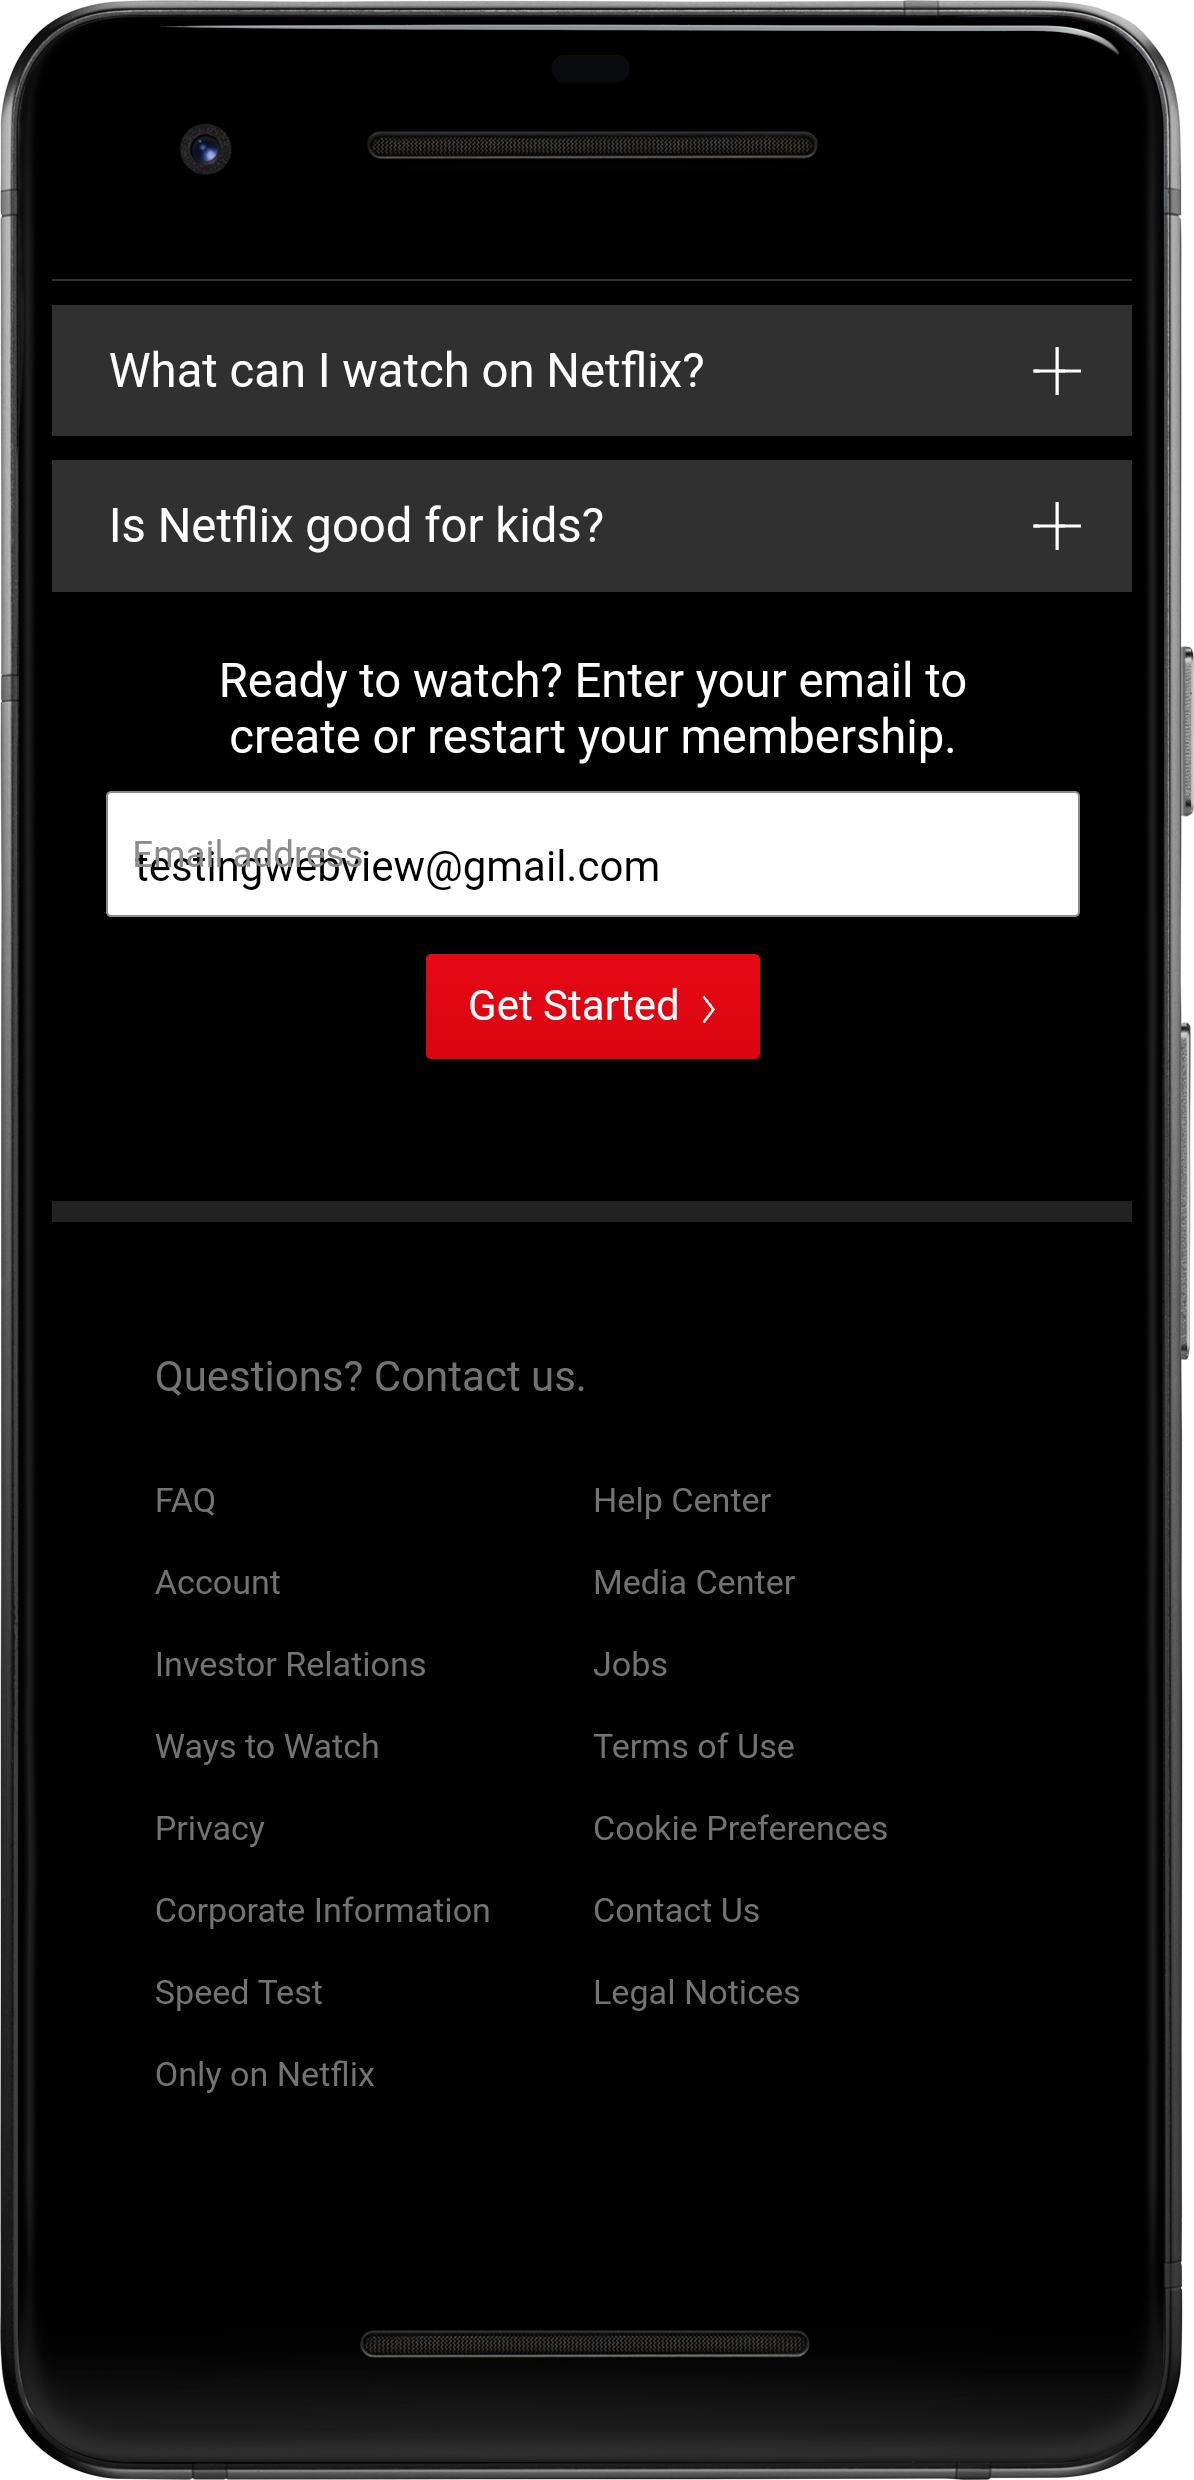 What can I watch on Netflix?
Is Netflix good for kids?
Ready to watch? Enter your email to
create or restart your membership.
Email address
testingwebview@gmail.com
Get Started
Questions? Contact us.
FAQ
Help Center
Account
Media Center
Investor Relations
Jobs
Ways to Watch
Terms of Use
Privacy
Cookie Preferences
Corporate Information
Contact Us
Speed Test
Legal Notices
Only on Netflix